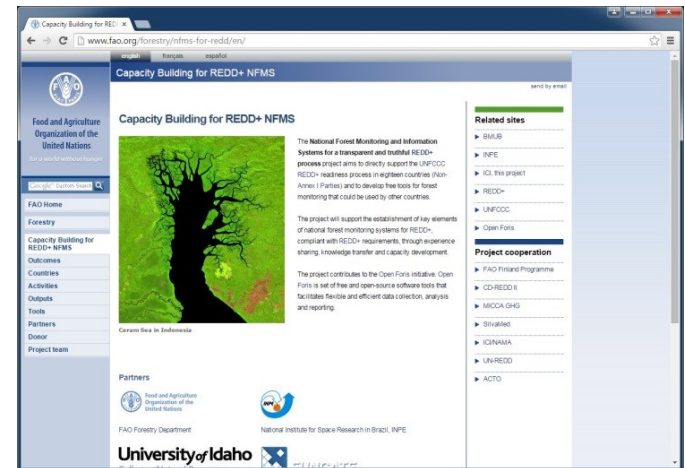 Capacity Building for RED
www.fao.org/forestry/nfms-for-redd/en/
english français español
Capacity Building for REDD+ NFMS
send by email
FAO
Food and Agriculture
Organization of the
United Nations
for a world without hunger
Google™ Custom Search
FAO Home
Forestry
Capacity Building for
REDD+ NFMS
Outcomes
Countries
Activities
Outputs
Tools
Partners
Donor
Project team
Capacity Building for REDD+ NFMS
The National Forest Monitoring and Information
Systems for a transparent and truthful REDD+
process project aims to directly support the UNFCCC
REDD+ readiness process in eighteen countries (Non-
Annex I Parties) and to develop free tools for forest
monitoring that could be used by other countries.
The project will support the establishment of key elements
of national forest monitoring systems for REDD+,
compliant with REDD+ requirements, through experience
sharing, knowledge transfer and capacity development.
The project contributes to the Open Foris initiative. Open
Foris is set of free and open-source software tools that
facilitates flexible and efficient data collection, analysis
and reporting.
Ceram Sea in Indonesia
Partners
Food and Agriculture
Organization of the
United Nations
INPE
FAO Forestry Department
National Institute for Space Research in Brazil, INPE
University of Idaho
Related sites
BMUB
INPE
ICI, this project
REDD+
UNFCCC
Open Foris
Project cooperation
FAO Finland Programme
CD-REDD II
MICCA GHG
SilvaMed
ICI/NAMA
UN-REDD
ACTO